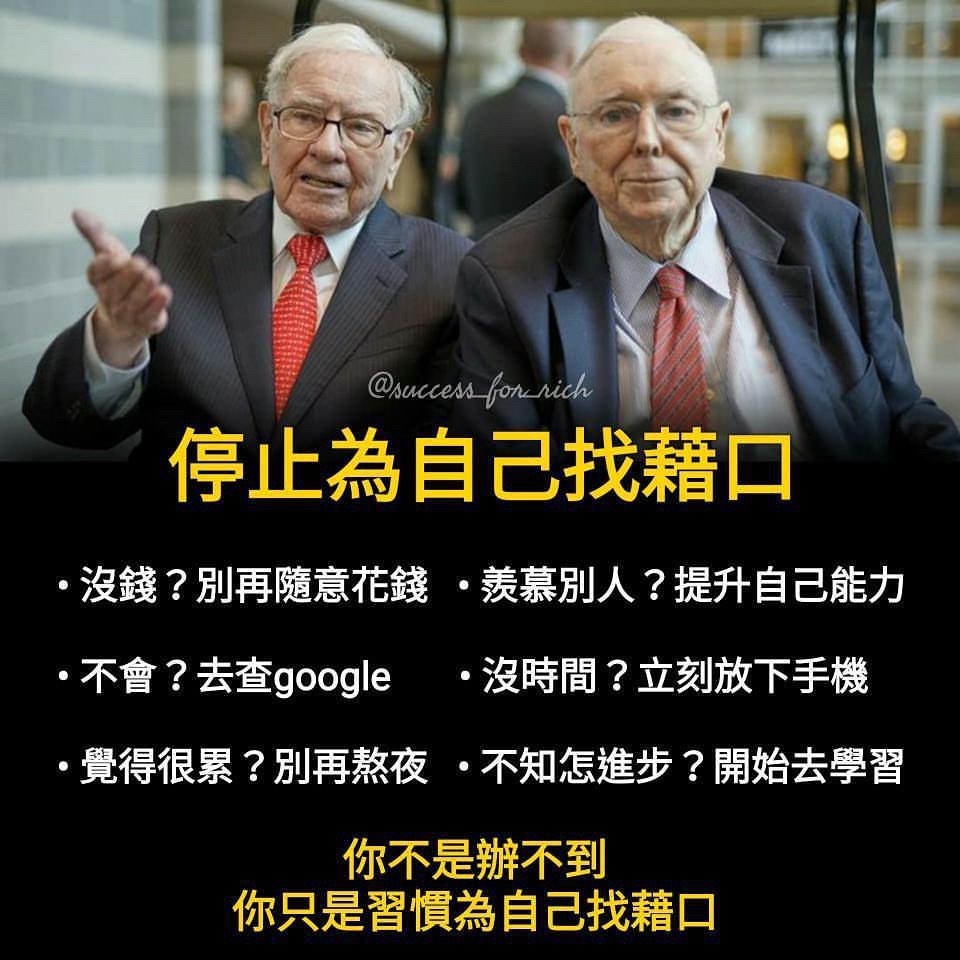 @success_for_rich
停止為自己找藉口
• 沒錢？別再隨意花錢
• 羨慕別人？提升自己能力
• 不會？去查google
• 沒時間？立刻放下手機
• 覺得很累？別再熬夜
• 不知怎進步？開始去學習
你不是辦不到
你只是習慣為自己找藉口